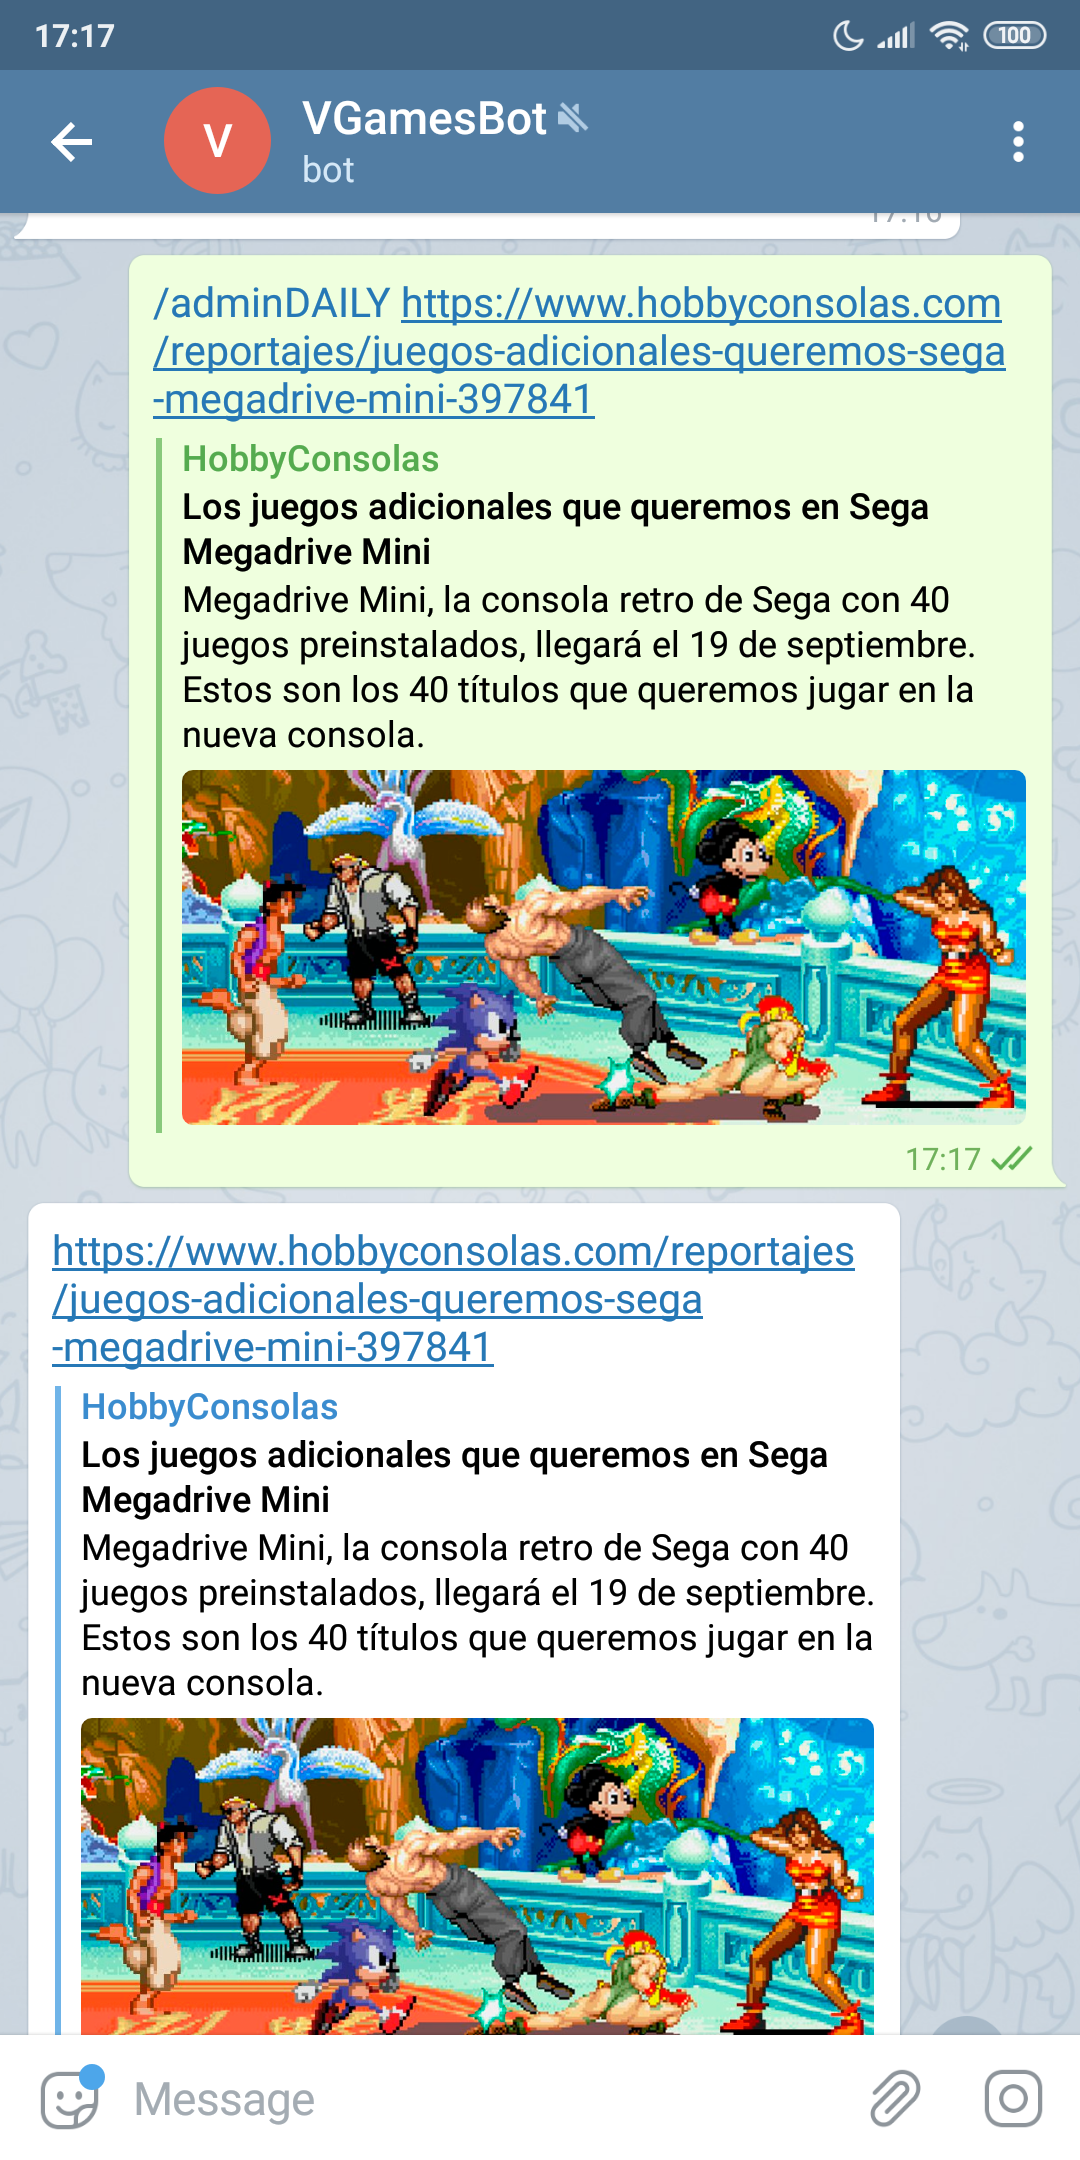 17:17
100
V
VGamesBot
bot
17:16
/adminDAILY https://www.hobbyconsolas.com
/reportajes/juegos-adicionales-queremos-sega
-megadrive-mini-397841
HobbyConsolas
Los juegos adicionales que queremos en Sega
Megadrive Mini
Megadrive Mini, la consola retro de Sega con 40
juegos preinstalados, llegará el 19 de septiembre.
Estos son los 40 títulos que queremos jugar en la
nueva consola.
17:17
https://www.hobbyconsolas.com/reportajes
/juegos-adicionales-queremos-sega
-megadrive-mini-397841
HobbyConsolas
Los juegos adicionales que queremos en Sega
Megadrive Mini
Megadrive Mini, la consola retro de Sega con 40
juegos preinstalados, llegará el 19 de septiembre.
Estos son los 40 títulos que queremos jugar en la
nueva consola.
Message